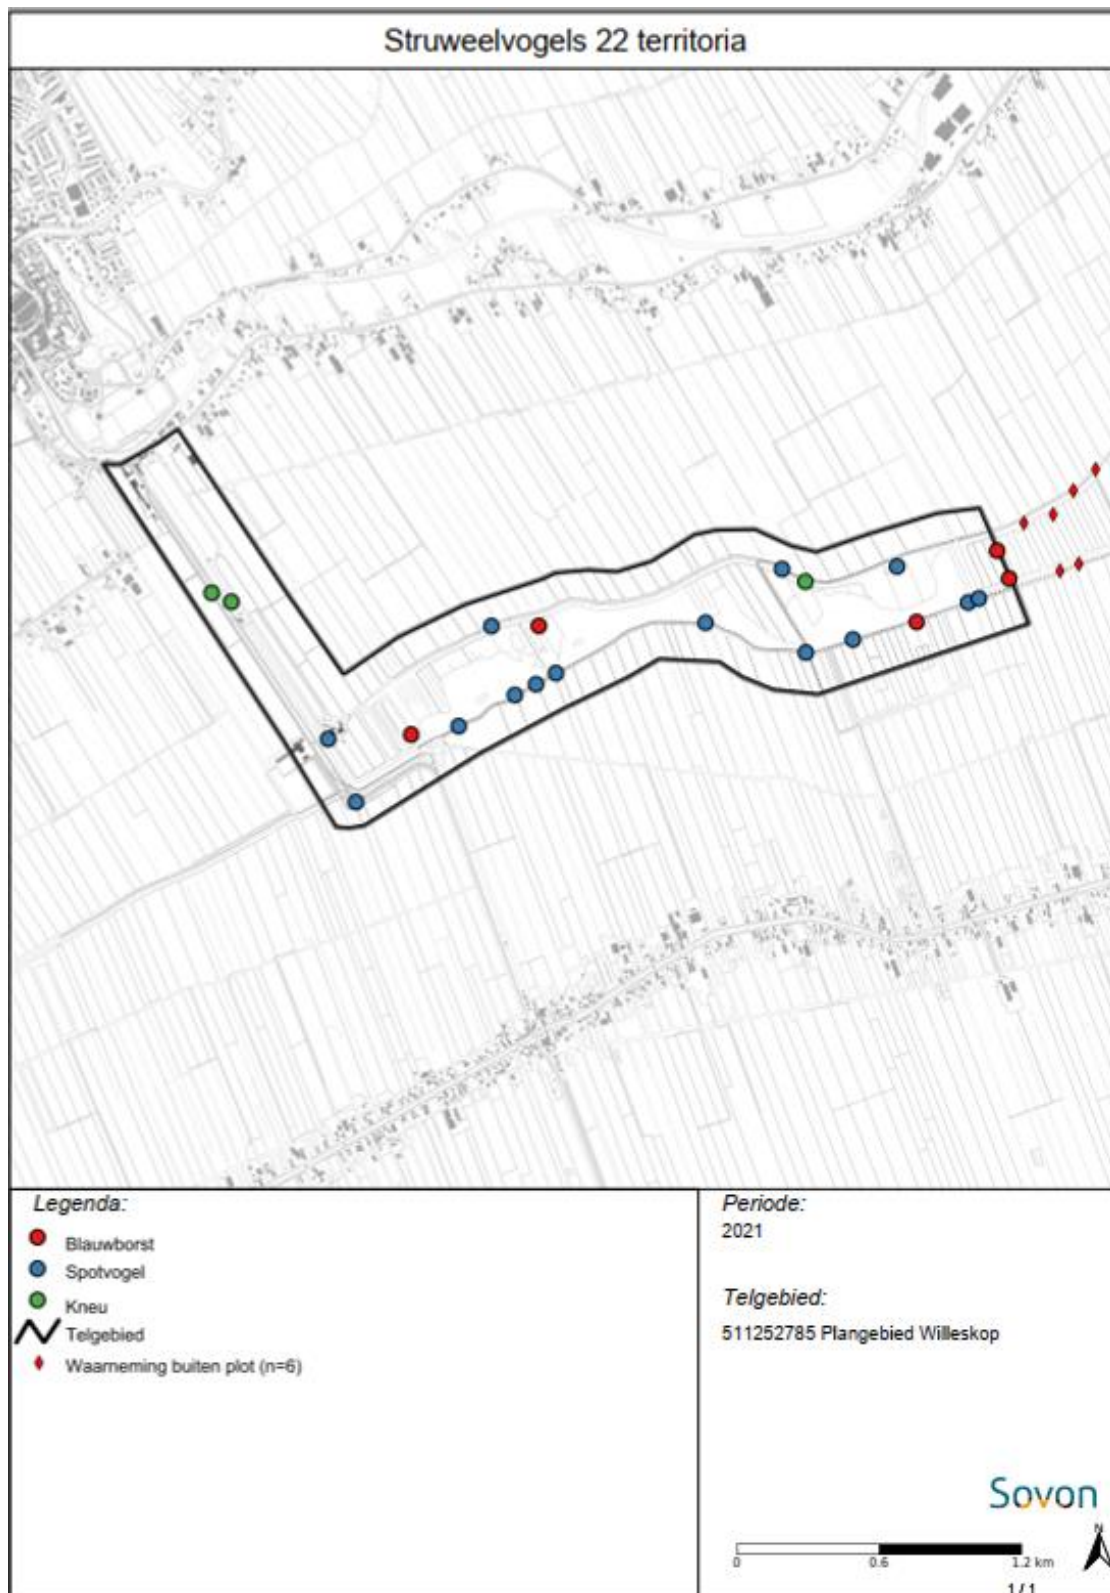 Struweelvogels 22 territoria
Legenda:
Blauwborst
Spotvogel
Kneu
Telgebied
Waarneming buiten plot (n=6)
Periode:
2021
Telgebied:
511252785 Plangebied Willeskop
Sovon
N
0 0.6 1.2 km
1/1